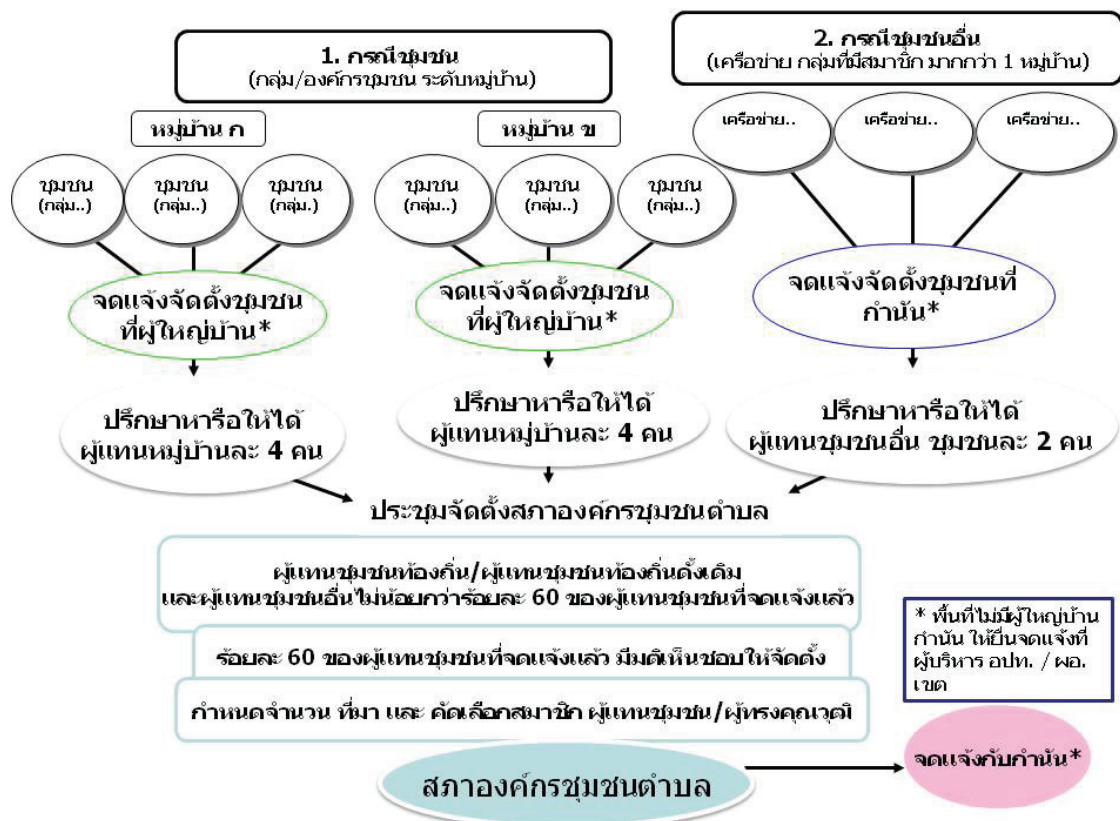 1. กรณีชุมชน
(กลุ่ม/องค์กรชุมชน ระดับหมู่บ้าน)
2. กรณีชุมชนอื่น
(เครือข่าย กลุ่มที่มีสมาชิก มากกว่า 1 หมู่บ้าน)
หมู่บ้าน ก
หมู่บ้าน ข
ชุมชน
(กลุ่ม..)
ชุมชน
(กลุ่ม..)
ชุมชน
(กลุ่ม.)
ชุมชน
(กลุ่ม..)
ชุมชน
(กลุ่ม..)
ชุมชน
(กลุ่ม..)
เครือข่าย..
เครือข่าย..
เครือข่าย..
จดแจ้งจัดตั้งชุมชน
ที่ผู้ใหญ่บ้าน*
จดแจ้งจัดตั้งชุมชน
ที่ผู้ใหญ่บ้าน*
จดแจ้งจัดตั้งชุมชนที่
กำนัน*
ปรึกษาหารือให้ได้
ผู้แทนหมู่บ้านละ 4 คน
ปรึกษาหารือให้ได้
ผู้แทนหมู่บ้านละ 4 คน
ปรึกษาหารือให้ได้
ผู้แทนชุมชนอื่น ชุมชนละ 2 คน
ประชุมจัดตั้งสภาองค์กรชุมชนตำบล
ผู้แทนชุมชนท้องถิ่น/ผู้แทนชุมชนท้องถิ่นดั้งเดิม
และผู้แทนชุมชนอื่นไม่น้อยกว่าร้อยละ 60 ของผู้แทนชุมชนที่จดแจ้งแล้ว
ร้อยละ 60 ของผู้แทนชุมชนที่จดแจ้งแล้ว มีมติเห็นชอบให้จัดตั้ง
กำหนดจำนวน ที่มา และ คัดเลือกสมาชิก ผู้แทนชุมชน/ผู้ทรงคุณวุฒิ
* พื้นที่ไม่มีผู้ใหญ่บ้าน
กำนัน ให้ยื่นจดแจ้งที่
ผู้บริหาร อปท. / ผอ.
เขต
สภาองค์กรชุมชนตำบล
จดแจ้งกับกำนัน*